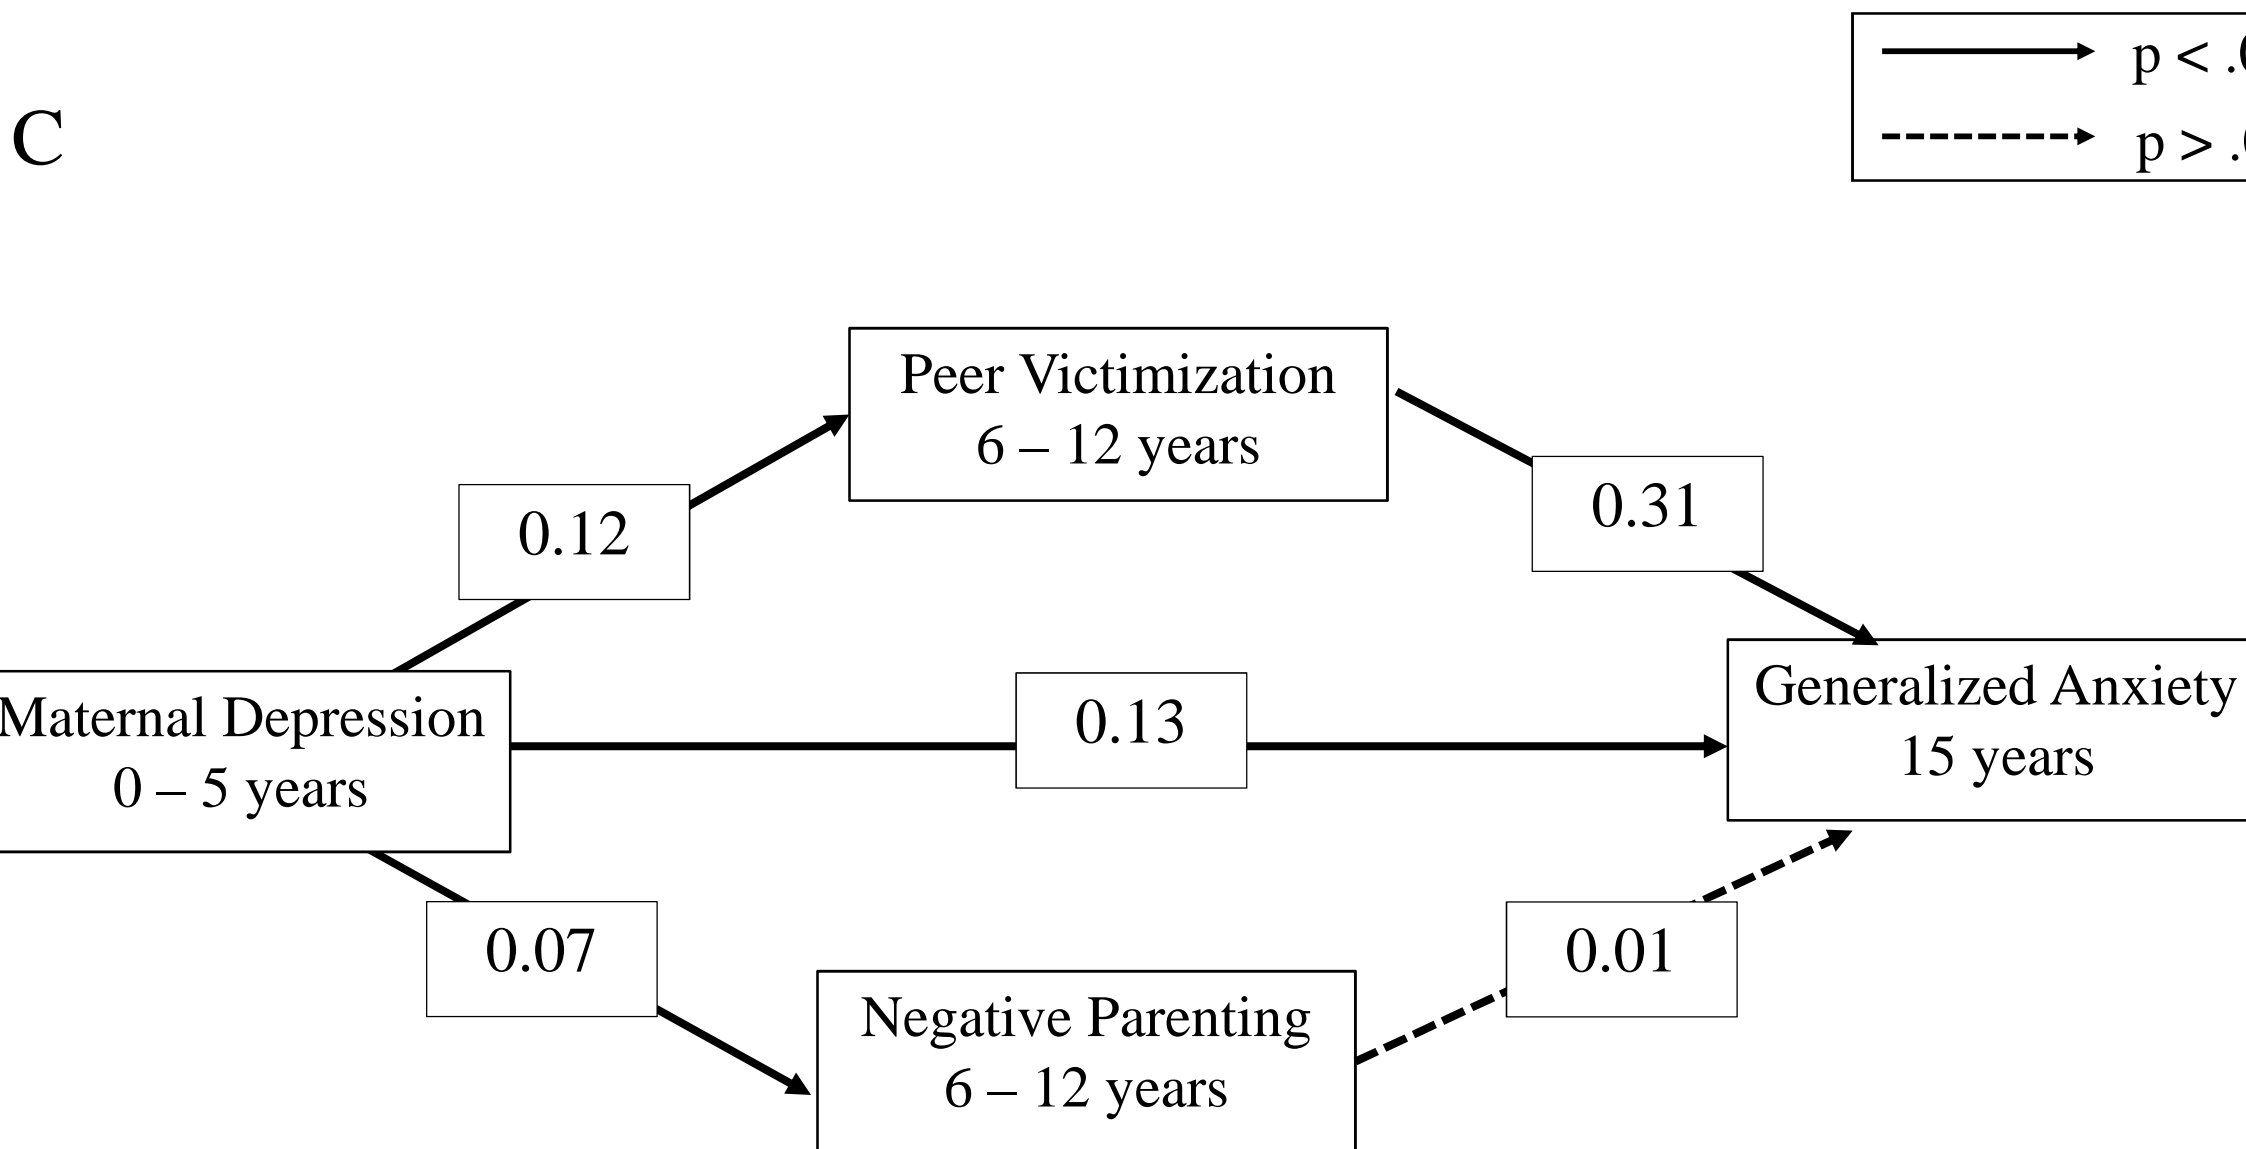 p < .
C
p > .
Peer Victimization
6 – 12 years
0.31
0.12
Generalized Anxiety
15 years
Maternal Depression
0 – 5 years
0.13
0.07
0.01
Negative Parenting
6 – 12 years